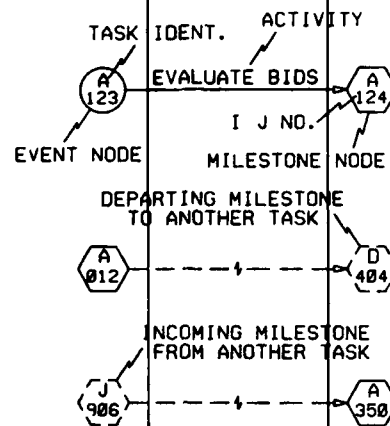 ACTIVITY
TASK IDENT.
A
123
EVALUATE BIDS
A
124
I J NO.
EVENT NODE
MILESTONE NODE
DEPARTING MILESTONE
TO ANOTHER TASK
A
012
D
404
INCOMING MILESTONE
FROM ANOTHER TASK
J
906
A
350